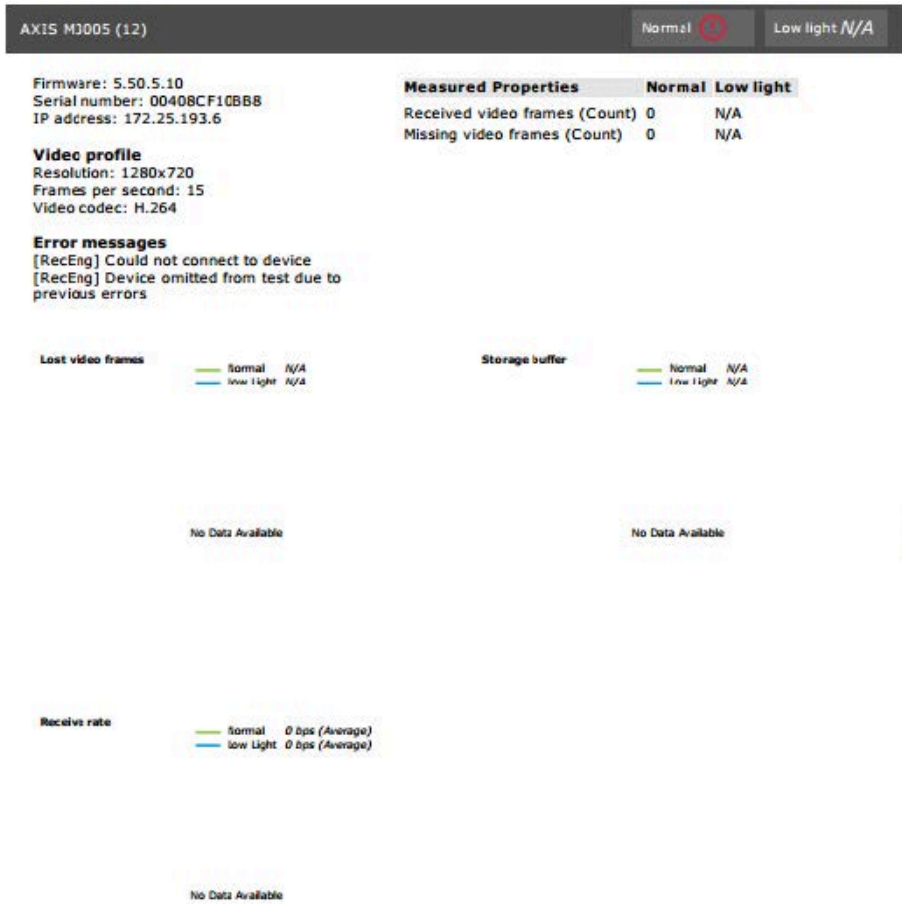 AXIS M3005 (12)
Normal
Low light N/A
Firmware: 5.50.5.10
Serial number: 00408CF10BB8
IP address: 172.25.193.6
Video profile
Resolution: 1280x720
Frames per second: 15
Video codec: H.264
Error messages
[RecEng] Could not connect to device
[RecEng] Device omitted from test due to
previous errors
Measured Properties Normal Low light
Received video frames (Count) 0 N/A
Missing video frames (Count) 0 N/A
Lost video frames
Normal N/A
Low Light N/A
No Data Available
Storage buffer
Normal N/A
Low Light N/A
No Data Available
Receive rate
Normal 0 bps (Average)
Low Light 0 bps (Average)
No Data Available